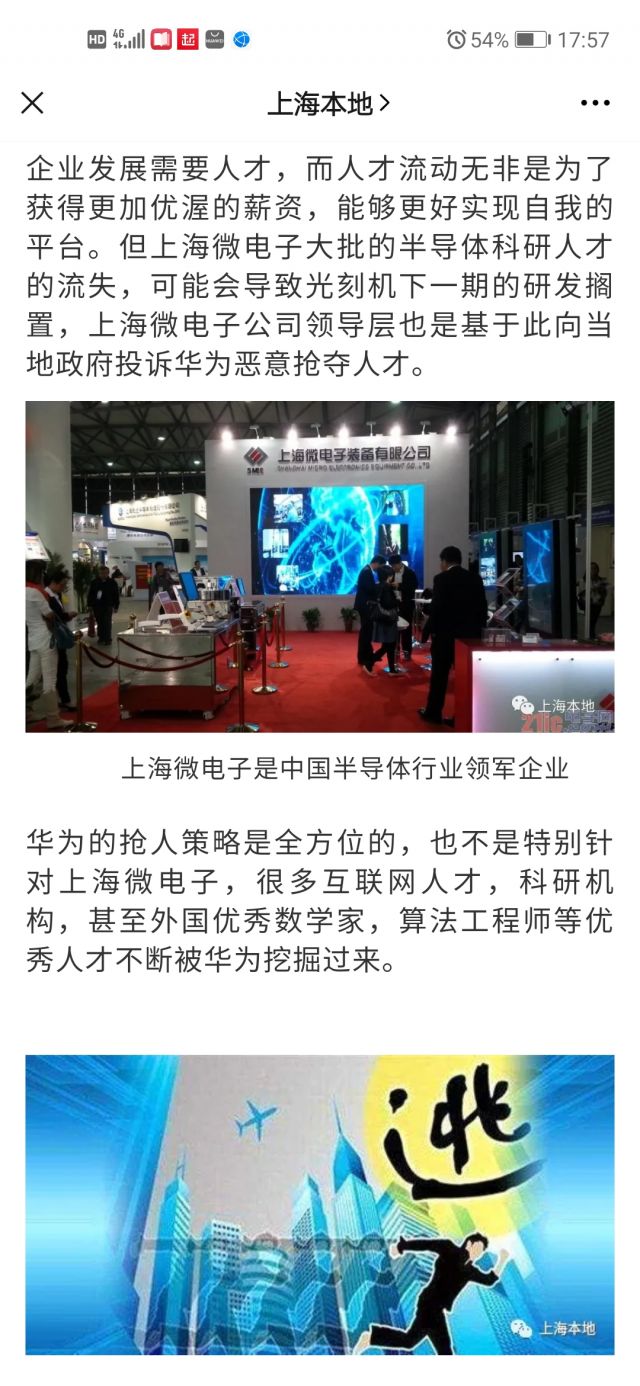 HD 4G 起 HUAWEI 54% 17:57
上海本地
企业发展需要人才，而人才流动无非是为了
获得更加优渥的薪资，能够更好实现自我的
平台。但上海微电子大批的半导体科研人才
的流失，可能会导致光刻机下一期的研发搁
置，上海微电子公司领导层也是基于此向当
地政府投诉华为恶意抢夺人才。
上海微电子装备有限公司
SMEE
SHANGHAI MICRO ELECTRONICS EQUIPMENT CO., LTD
上海本地
21ic
上海微电子是中国半导体行业领军企业
华为的抢人策略是全方位的，也不是特别针
对上海微电子，很多互联网人才，科研机
构，甚至外国优秀数学家，算法工程师等优
秀人才不断被华为挖掘过来。
逃
上海本地